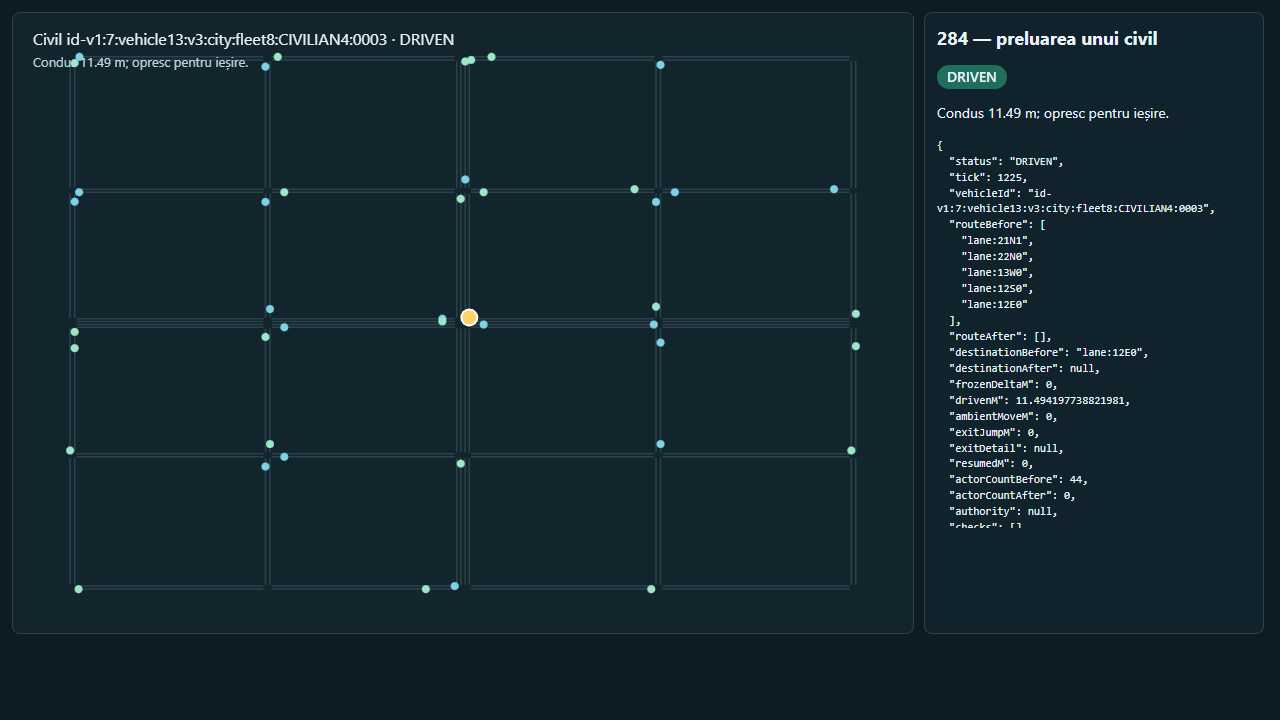 Civil id-v1:7:vehicle13:v3:city:fleet8:CIVILIAN4:0003 · DRIVEN
Condus 11.49 m; opresc pentru ieșire.
284 — preluarea unui civil
DRIVEN
Condus 11.49 m; opresc pentru ieșire.
{
"status": "DRIVEN",
"tick": 1225,
"vehicleId": "id-
v1:7:vehicle13:v3:city:fleet8:CIVILIAN4:0003",
"routeBefore": [
"lane:21N1",
"lane:22N0",
"lane:13W0",
"lane:12S0",
"lane:12E0"
],
"routeAfter": [],
"destinationBefore": "lane:12E0",
"destinationAfter": null,
"frozenDeltaM": 0,
"drivenM": 11.494197738821981,
"ambientMoveM": 0,
"exitJumpM": 0,
"exitDetail": null,
"resumedM": 0,
"actorCountBefore": 44,
"actorCountAfter": 0,
"authority": null,
"checks": []